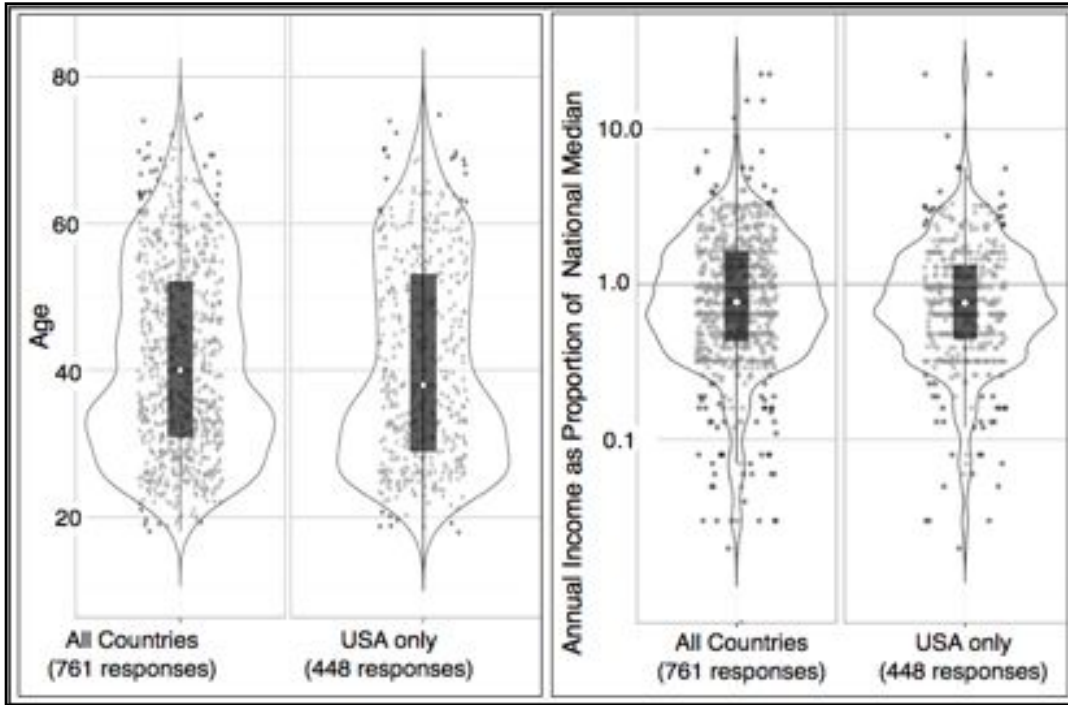 Age
80
60
40
20
All Countries
(761 responses)
USA only
(448 responses)
Annual Income as Proportion of National Median
10.0
1.0
0.1
All Countries
(761 responses)
USA only
(448 responses)